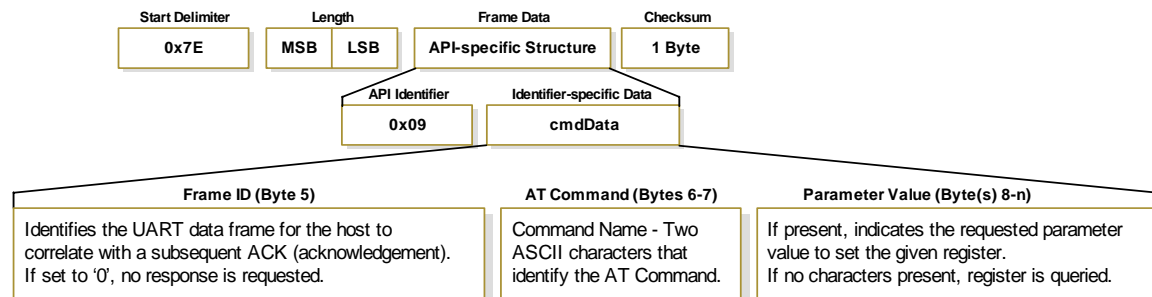 Start Delimiter Length Frame Data Checksum
0x7E MSB LSB API-specific Structure 1 Byte
API Identifier Identifier-specific Data
0x09 cmdData
Frame ID (Byte 5)
Identifies the UART data frame for the host to
correlate with a subsequent ACK (acknowledgement).
If set to ‘0’, no response is requested.
AT Command (Bytes 6-7)
Command Name - Two
ASCII characters that
identify the AT Command.
Parameter Value (Byte(s) 8-n)
If present, indicates the requested parameter
value to set the given register.
If no characters present, register is queried.